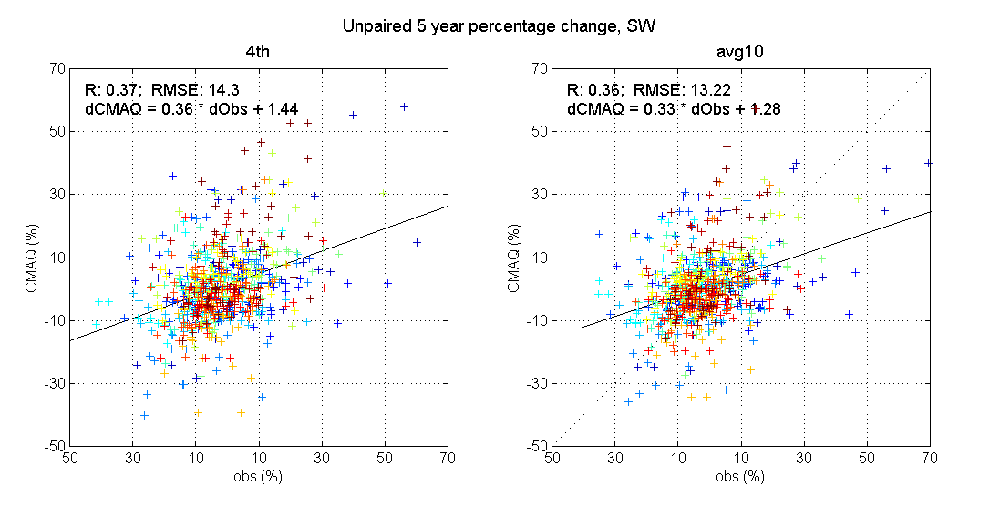 Unpaired 5 year percentage change, SW
4th
R: 0.37; RMSE: 14.3
dCMAQ = 0.36 * dObs + 1.44
70
50
30
10
-10
-30
-50
CMAQ (%)
-50 -30 -10 10 30 50 70
obs (%)
avg10
R: 0.36; RMSE: 13.22
dCMAQ = 0.33 * dObs + 1.28
70
50
30
10
-10
-30
-50
CMAQ (%)
-50 -30 -10 10 30 50 70
obs (%)